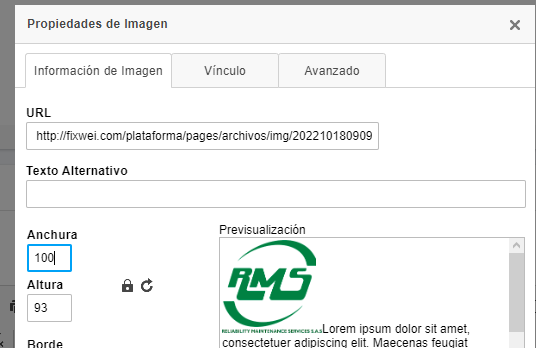 Propiedades de Imagen
Información de Imagen
Vínculo
Avanzado
URL
http://fixwei.com/plataforma/pages/archivos/img/202210180909
Texto Alternativo
Anchura
100
Altura
93
Borde
Previsualización
RMS
RELIABILITY MAINTENANCE SERVICES S.A.S
Lorem ipsum dolor sit amet,
consectetuer adipiscing elit. Maecenas feugiat